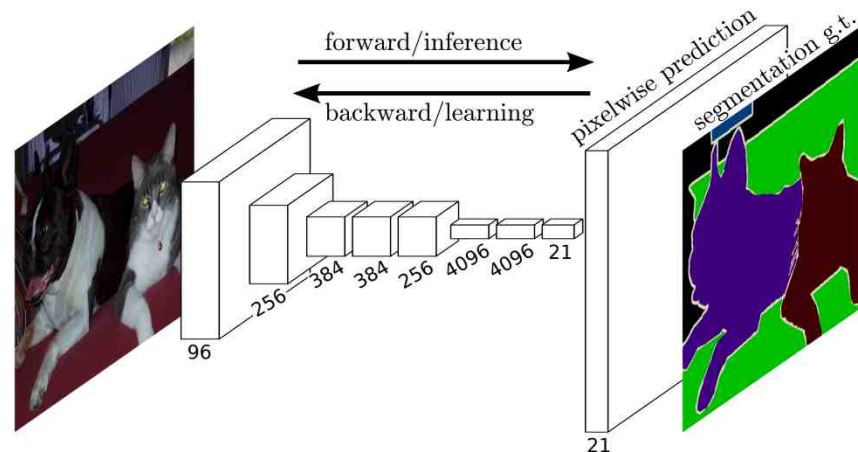 forward/inference
backward/learning
pixelwise prediction
segmentation g.t.
96
256
384
384
256
4096
4096
21
21